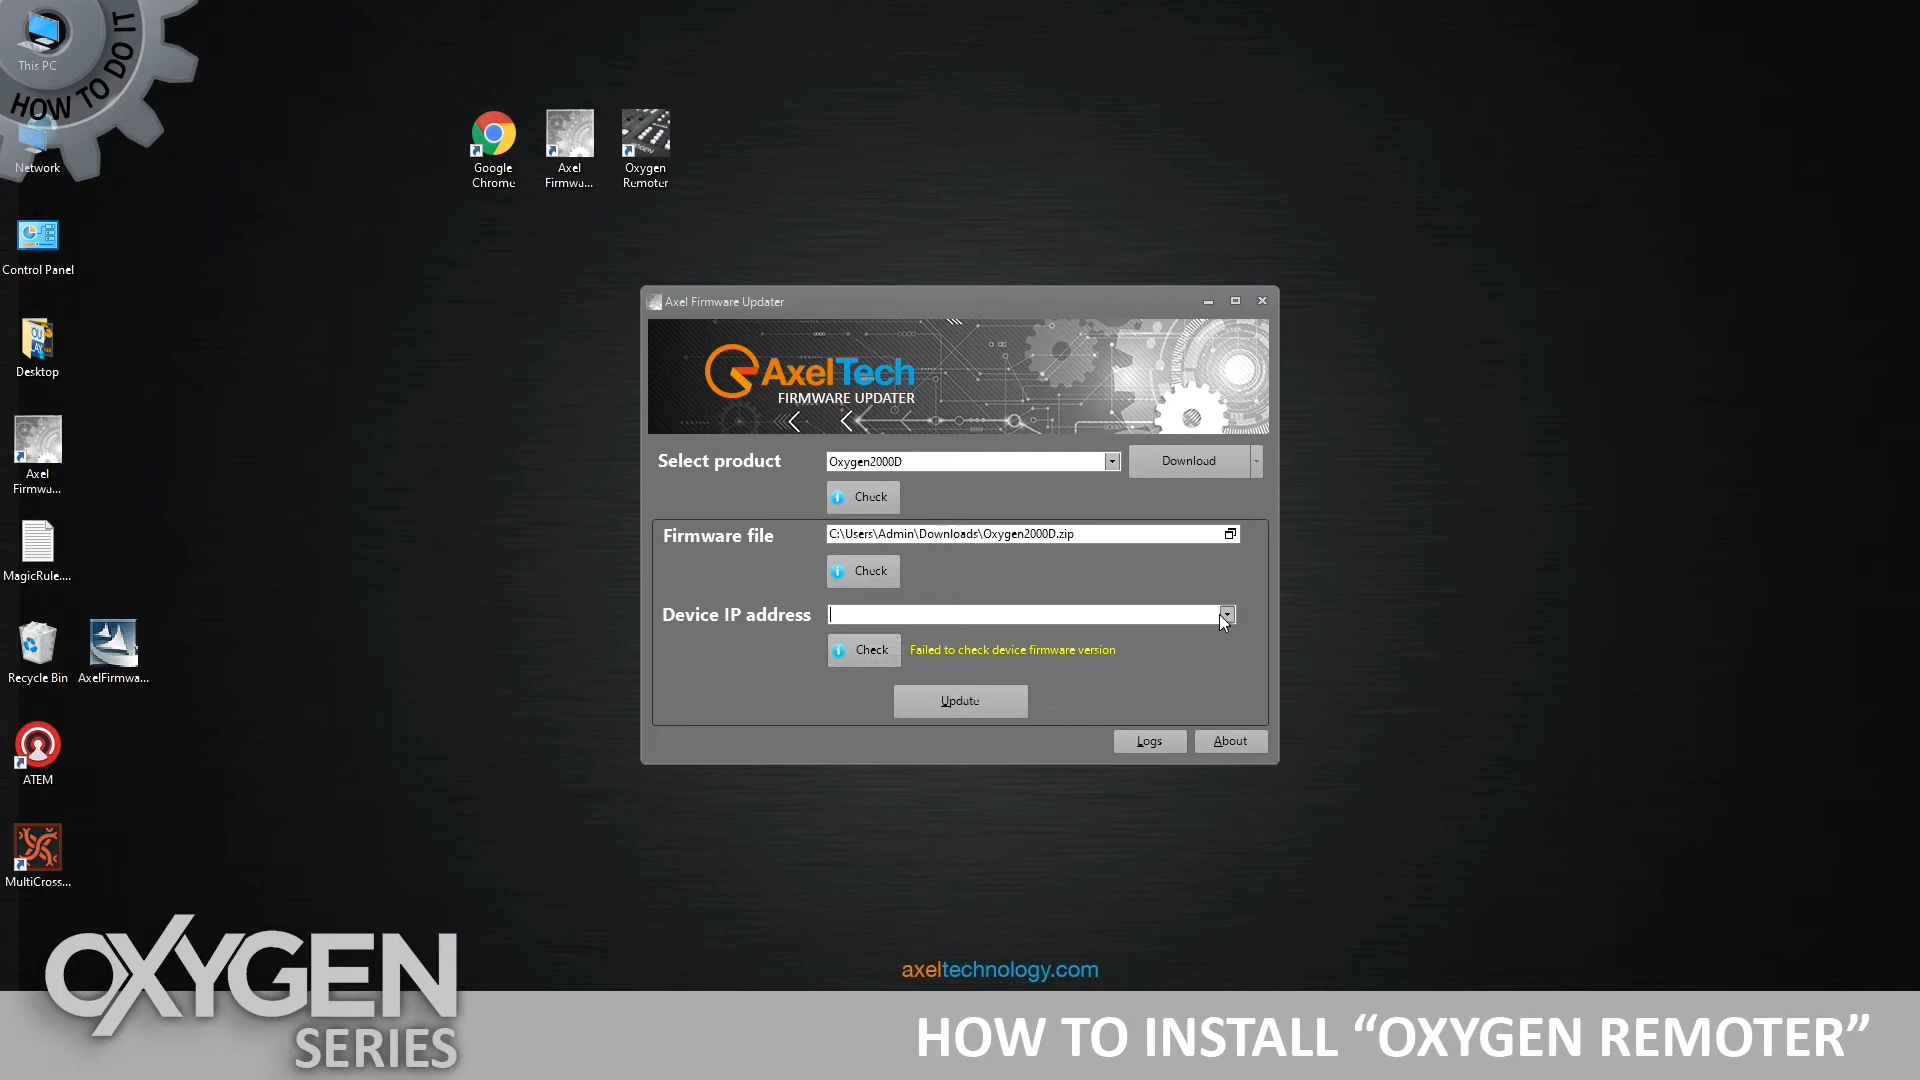 This PC
HOW TO DO IT
Network
Control Panel
Desktop
Axel
Firmwa...
MagicRule....
Recycle Bin
AxelFirmwa...
ATEM
MultiCross...
Google
Chrome
Axel
Firmwa...
Oxygen
Remoter
Axel Firmware Updater
AxelTech
FIRMWARE UPDATER
Select product
Oxygen2000D
Download
Check
Firmware file
C:\Users\Admin\Downloads\Oxygen2000D.zip
Check
Device IP address
Check
Failed to check device firmware version
Update
Logs
About
axeltechnology.com
OXYGEN
SERIES
HOW TO INSTALL “OXYGEN REMOTER”